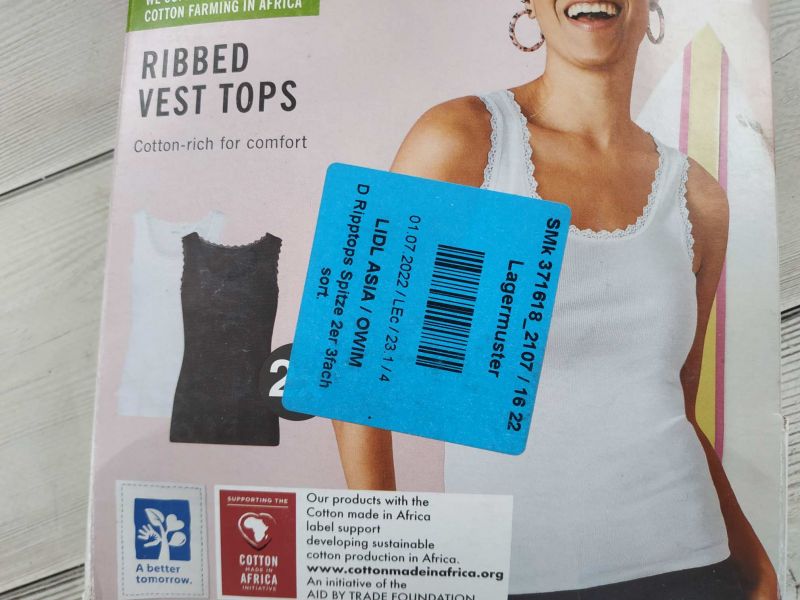 COTTON FARMING IN AFRICA
RIBBED
VEST TOPS
Cotton-rich for comfort
2
SMk 371618_2107 / 16 22
Lagermuster
01.07 2022 / LEc / 23 1 / 4
LIDL ASIA / OWIM
D Ripptops Spitze 2er 3fach
sort.
A better
tomorrow.
SUPPORTING THE
COTTON
MADE IN
AFRICA
INITIATIVE
Our products with the
Cotton made in Africa
label support
developing sustainable
cotton production in Africa.
www.cottonmadeinafrica.org
An initiative of the
AID BY TRADE FOUNDATION